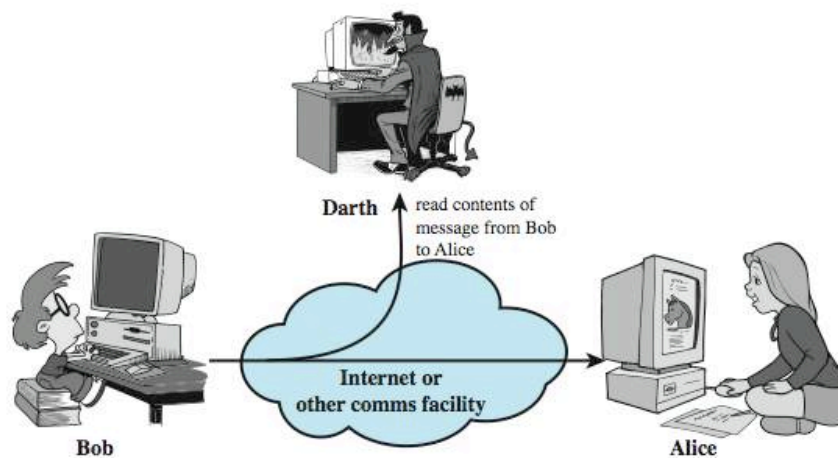 Darth
read contents of
message from Bob
to Alice
Internet or
other comms facility
Bob
Alice